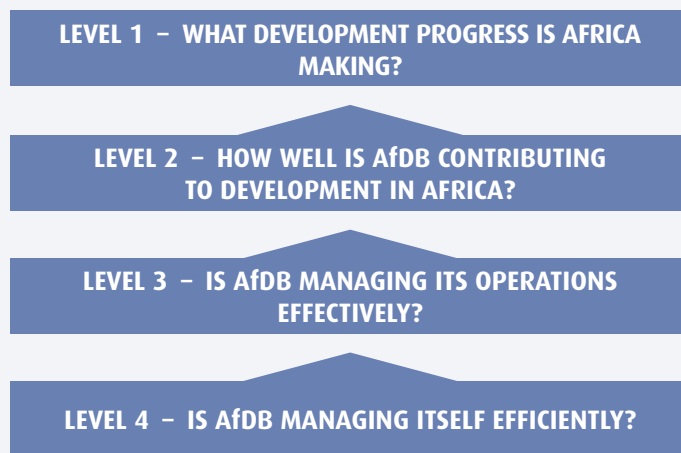 LEVEL 1 – WHAT DEVELOPMENT PROGRESS IS AFRICA
MAKING?
LEVEL 2 – HOW WELL IS AfDB CONTRIBUTING
TO DEVELOPMENT IN AFRICA?
LEVEL 3 – IS AfDB MANAGING ITS OPERATIONS
EFFECTIVELY?
LEVEL 4 – IS AfDB MANAGING ITSELF EFFICIENTLY?